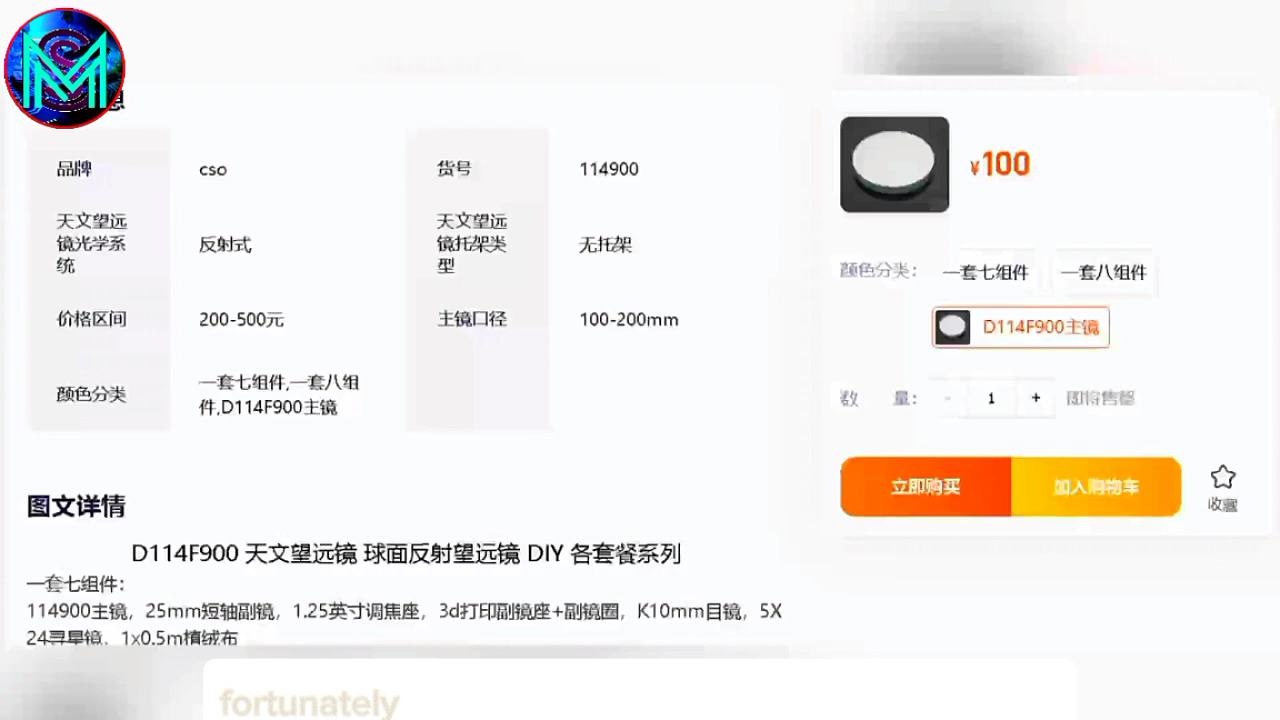 息
品牌 cso 货号 114900
天文望远
镜光学系
统
反射式
天文望远
镜托架类
型
无托架
价格区间 200-500元 主镜口径 100-200mm
颜色分类
一套七组件,一套八组
件,D114F900主镜
图文详情
D114F900 天文望远镜 球面反射望远镜 DIY 各套餐系列
一套七组件：
114900主镜，25mm短轴副镜，1.25英寸调焦座，3d打印副镜座+副镜圈，K10mm目镜，5X
24寻星镜，1x0.5m植绒布
¥100
颜色分类： 一套七组件 一套八组件
D114F900主镜
数 量： - 1 + 即将售罄
立即购买 加入购物车
收藏
fortunately